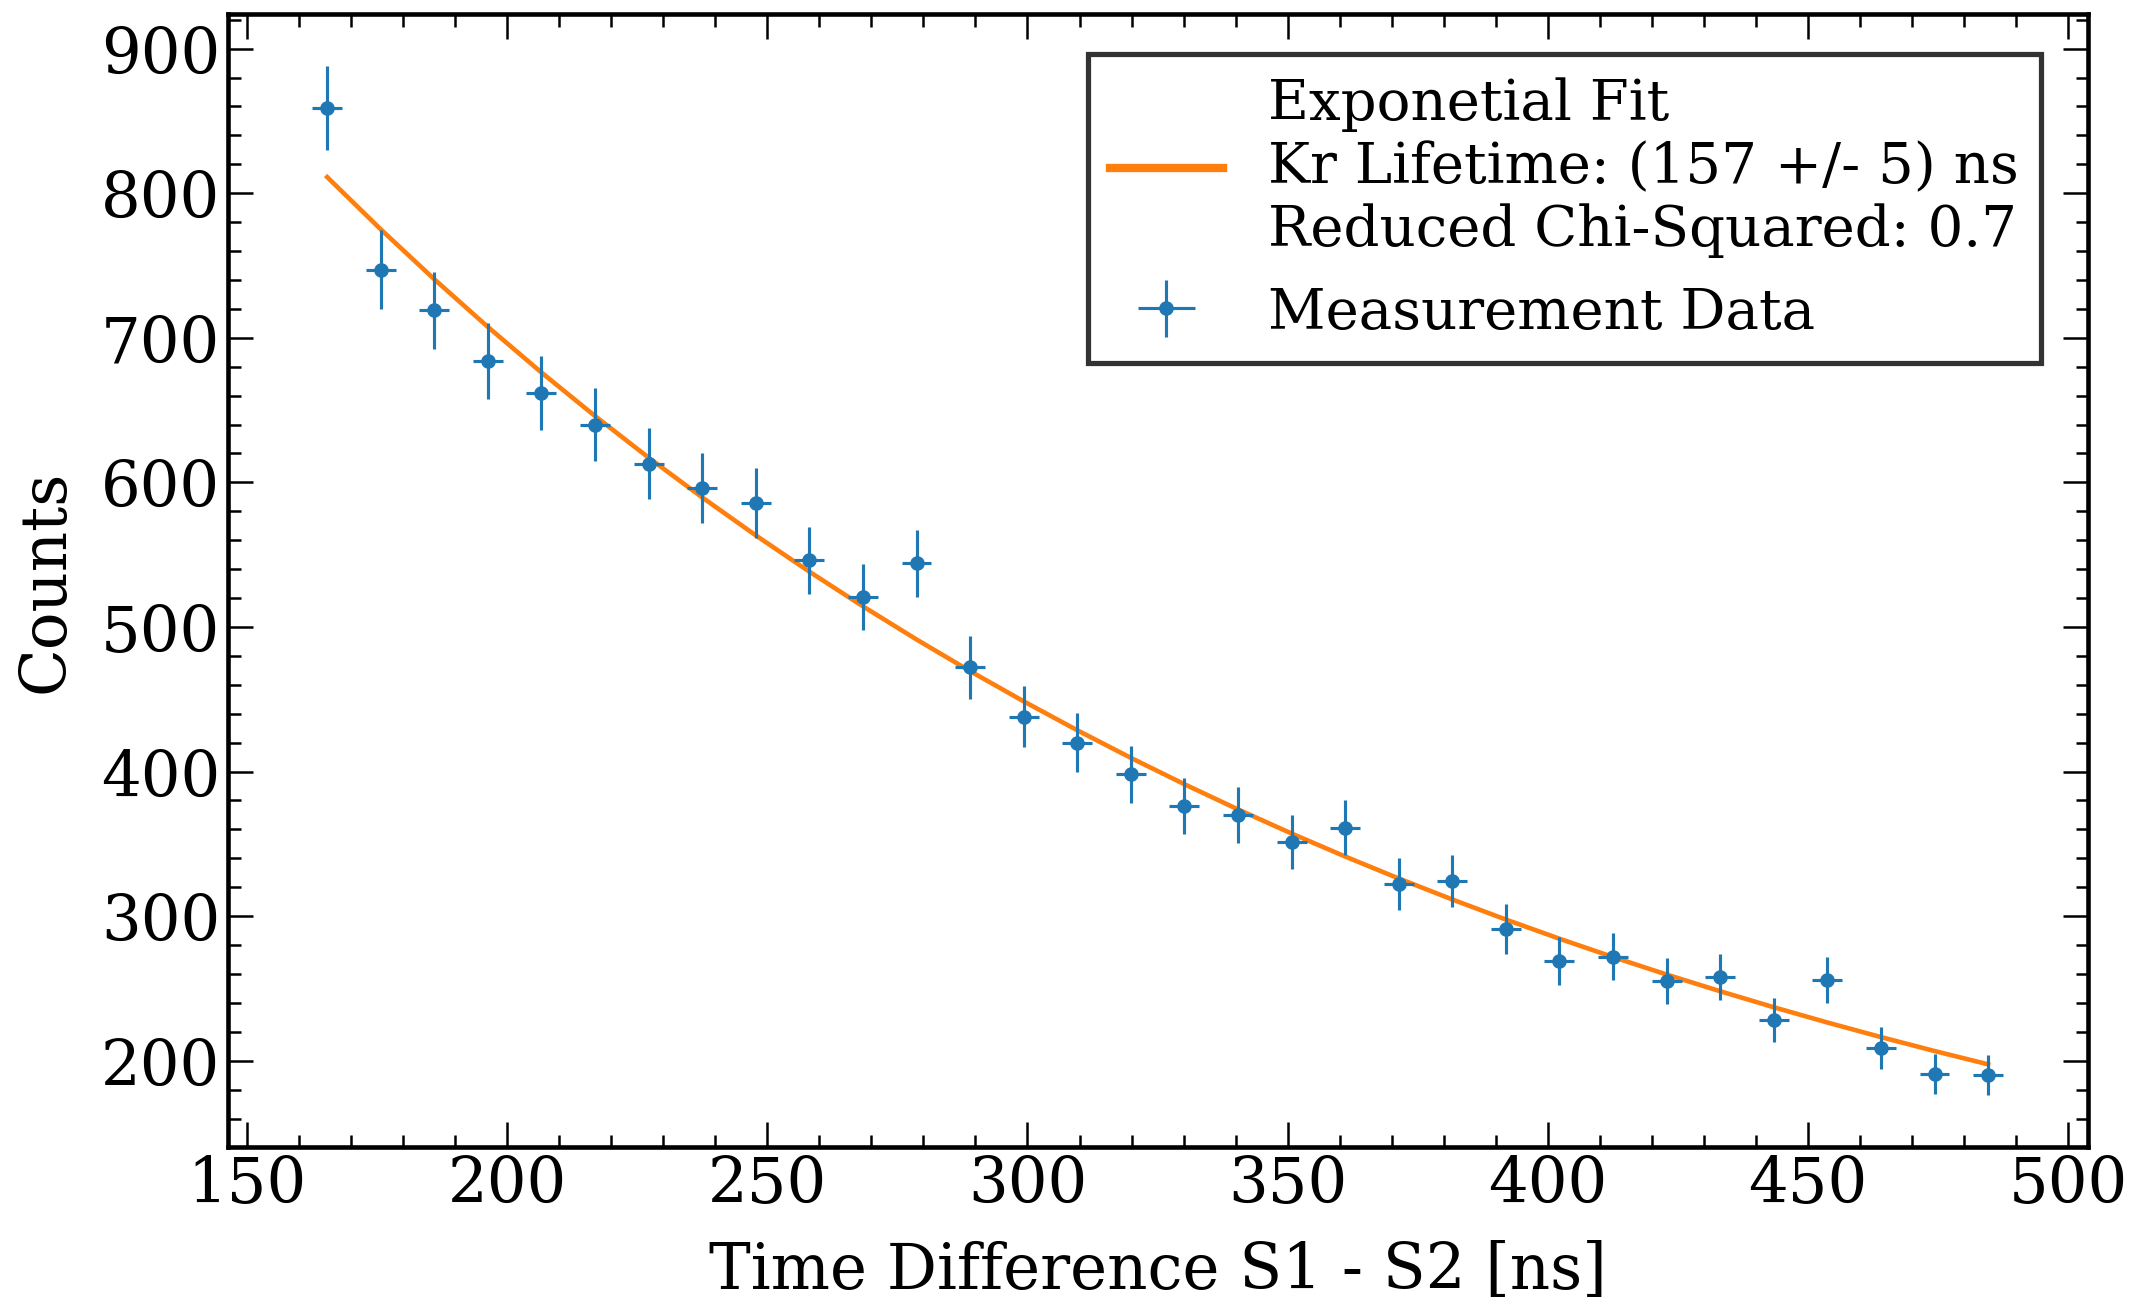 900
800
700
600
500
400
300
200
Counts
Exponetial Fit
Kr Lifetime: (157 +/- 5) ns
Reduced Chi-Squared: 0.7
Measurement Data
150 200 250 300 350 400 450 500
Time Difference S1 - S2 [ns]